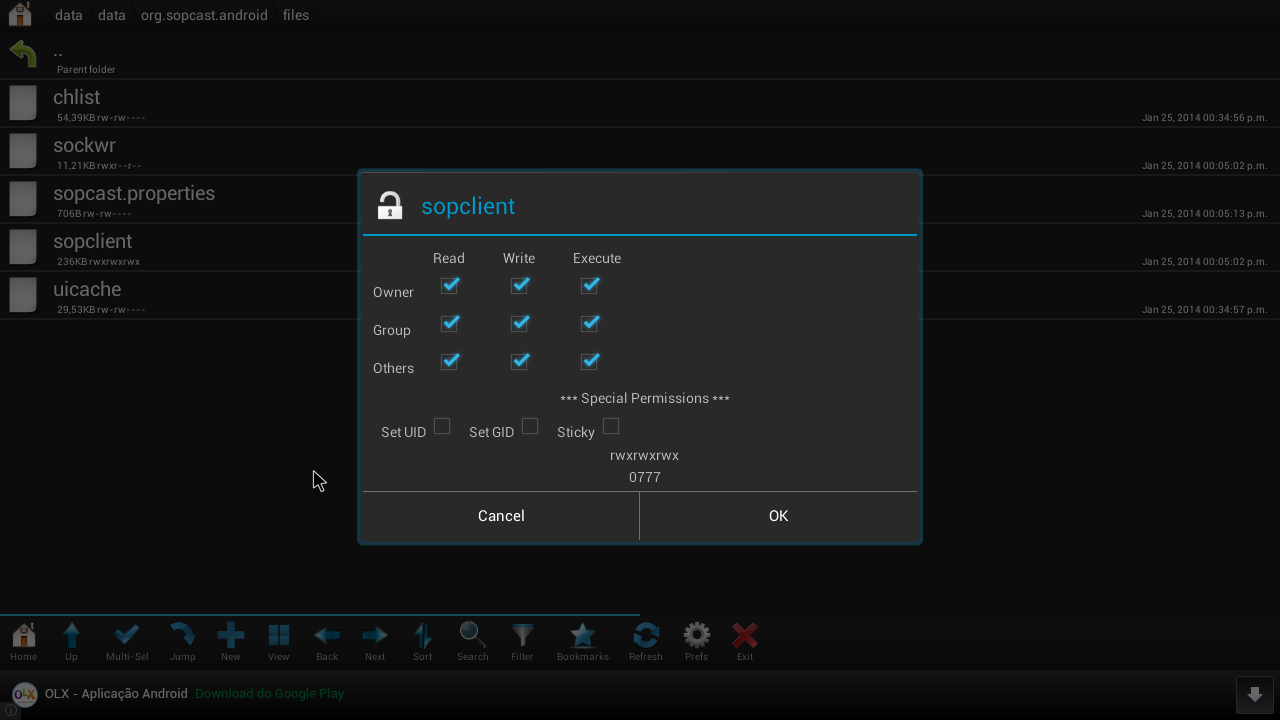 data data org.sopcast.android files
..
Parent folder
chlist
54,39KB rw-rw---- Jan 25, 2014 00:34:56 p.m.
sockwr
11,21KB rwxr--r-- Jan 25, 2014 00:05:02 p.m.
sopcast.properties
706B rw-rw---- Jan 25, 2014 00:05:13 p.m.
sopclient
236KB rwxrwxrwx Jan 25, 2014 00:05:02 p.m.
uicache
29,53KB rw-rw---- Jan 25, 2014 00:34:57 p.m.
sopclient
Read Write Execute
Owner
Group
Others
*** Special Permissions ***
Set UID Set GID Sticky
rwxrwxrwx
0777
Cancel OK
Home Up Multi-Sel Jump New View Back Next Sort Search Filter Bookmarks Refresh Prefs Exit
OLX OLX - Aplicação Android Download do Google Play